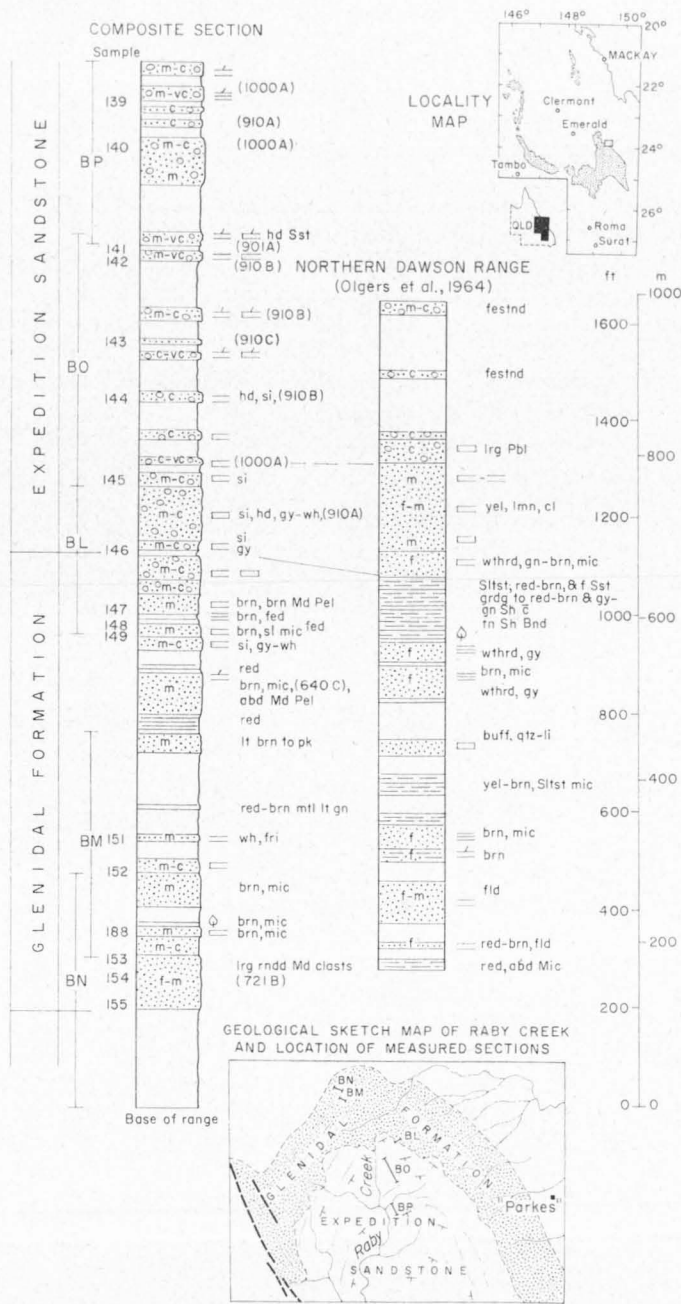 COMPOSITE SECTION
Sample
EXPEDITION SANDSTONE
GLENIDAL FORMATION
BP
BO
BL
BM
BN
139
140
141
142
143
144
145
146
147
148
149
151
152
188
153
154
155
m-c
m-vc (1000A)
c
c (910A)
m-c (1000A)
m
m-vc hd Sst
(901A)
m-vc
(910B)
m-c (910B)
(910C)
c-vc
c hd, si, (910B)
c
c-vc (1000A)
m-c si
m-c si, hd, gy-wh, (910A)
si
m-c gy
m-c
m-c
m brn, brn Md Pel
brn, fed
m brn, sl mic fed
m-c si, gy-wh
red
m brn, mic, (640C),
abd Md Pel
red
m lt brn to pk
red-brn mtl lt gn
m wh, fri
m-c
m brn, mic
brn, mic
m brn, mic
m-c
f-m lrg rndd Md clasts
(721B)
Base of range
LOCALITY
MAP
146° 148° 150°
20°
22°
24°
26°
MACKAY
Clermont
Emerald
Tambo
QLD
Roma
Surat
NORTHERN DAWSON RANGE
(Olgers et al., 1964)
m-c festnd
c festnd
c
c lrg Pbl
m
f-m yel, lmn, cl
m
f wthrd, gn-brn, mic
Sltst, red-brn, & f Sst
grdg to red-brn & gy-
gn Sh c̄
tn Sh Bnd
f wthrd, gy
f brn, mic
wthrd, gy
buff, qtz-li
yel-brn, Sltst mic
f brn, mic
f brn
f-m fld
f red-brn, fld
red, abd Mic
ft m
1000
1600
1400
800
1200
1000 600
800
400
600
400
200
200
0 0
GEOLOGICAL SKETCH MAP OF RABY CREEK
AND LOCATION OF MEASURED SECTIONS
BN
BM
GLENIDAL FORMATION
BL
BO
BP
Raby Creek
"Parkes"
EXPEDITION
SANDSTONE